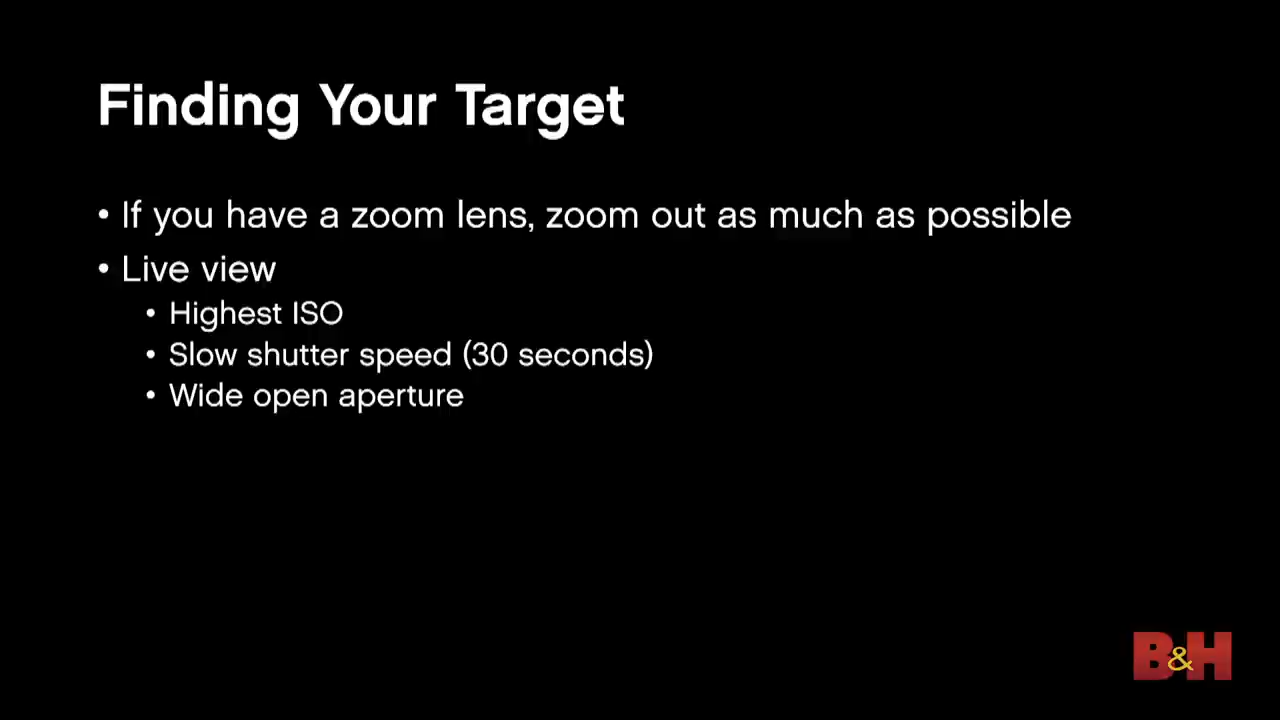 Finding Your Target
• If you have a zoom lens, zoom out as much as possible
• Live view
• Highest ISO
• Slow shutter speed (30 seconds)
• Wide open aperture
B&H